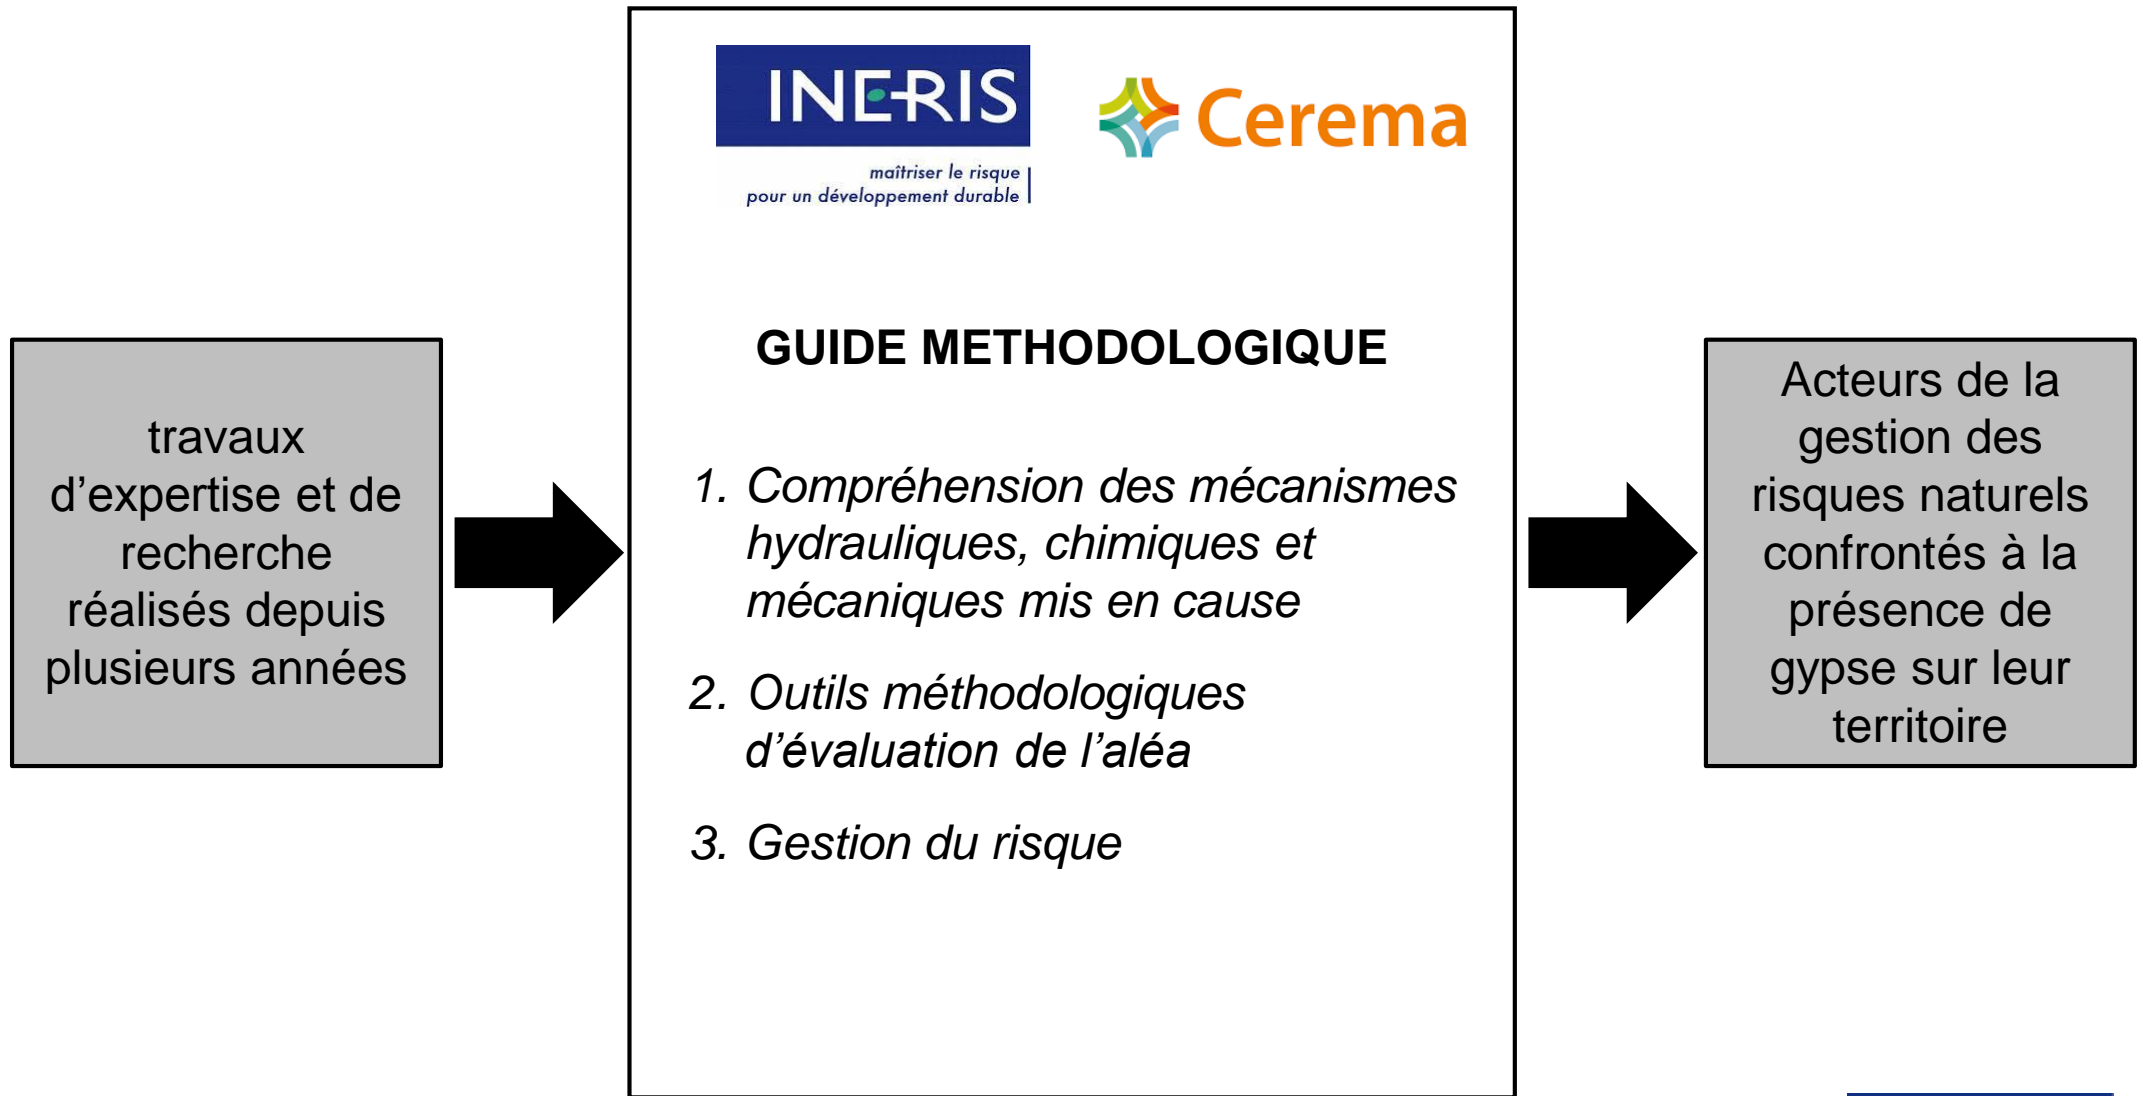 travaux
d’expertise et de
recherche
réalisés depuis
plusieurs années
INERIS
maîtriser le risque
pour un développement durable
Cerema
GUIDE METHODOLOGIQUE
1. Compréhension des mécanismes
hydrauliques, chimiques et
mécaniques mis en cause
2. Outils méthodologiques
d’évaluation de l’aléa
3. Gestion du risque
Acteurs de la
gestion des
risques naturels
confrontés à la
présence de
gypse sur leur
territoire